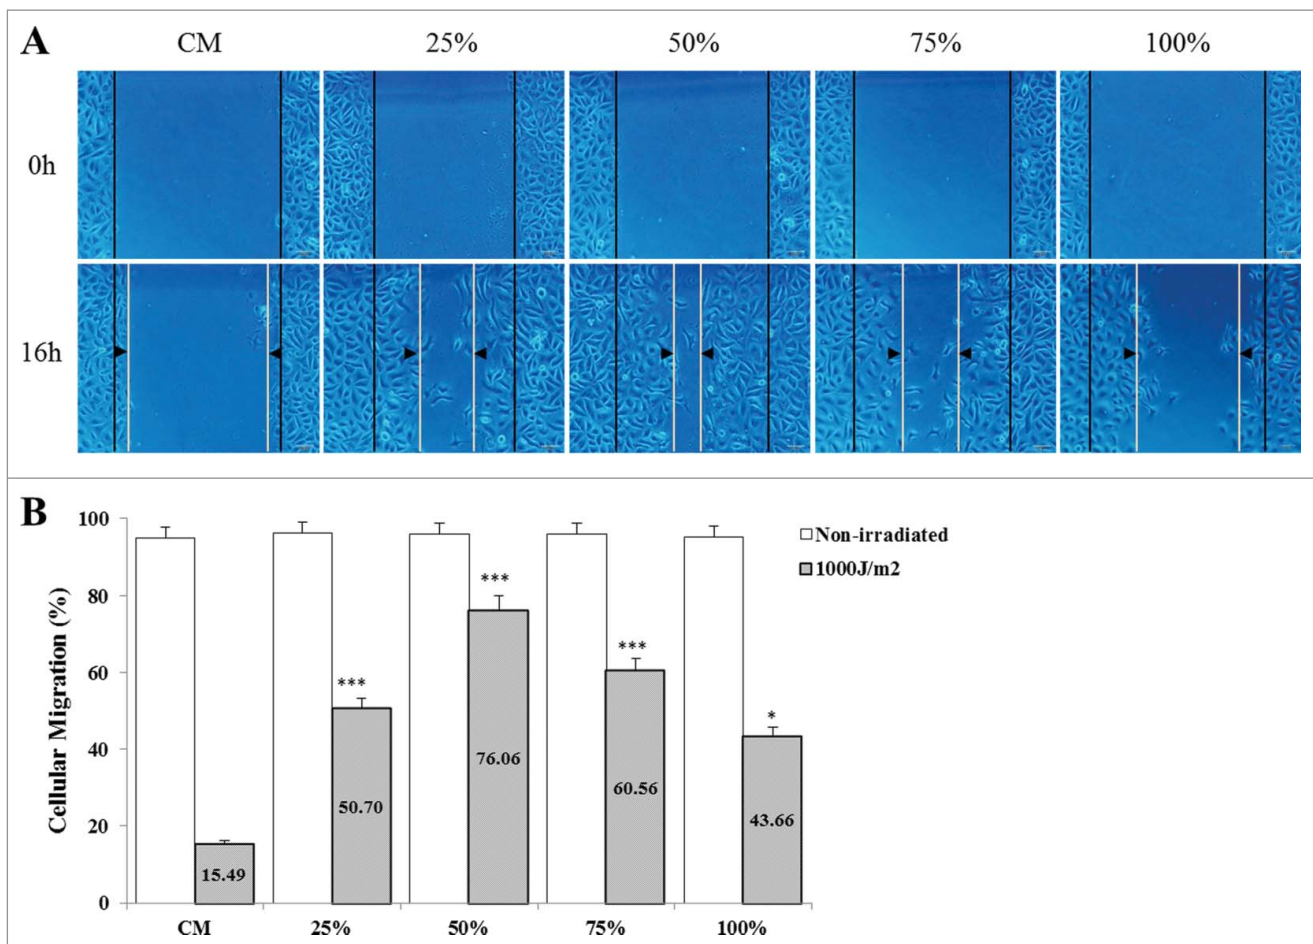 A
CM 25% 50% 75% 100%
0h
16h
B
100
80
60
40
20
0
Cellular Migration (%)
Non-irradiated
1000J/m2
***
***
***
*
15.49
50.70
76.06
60.56
43.66
CM 25% 50% 75% 100%